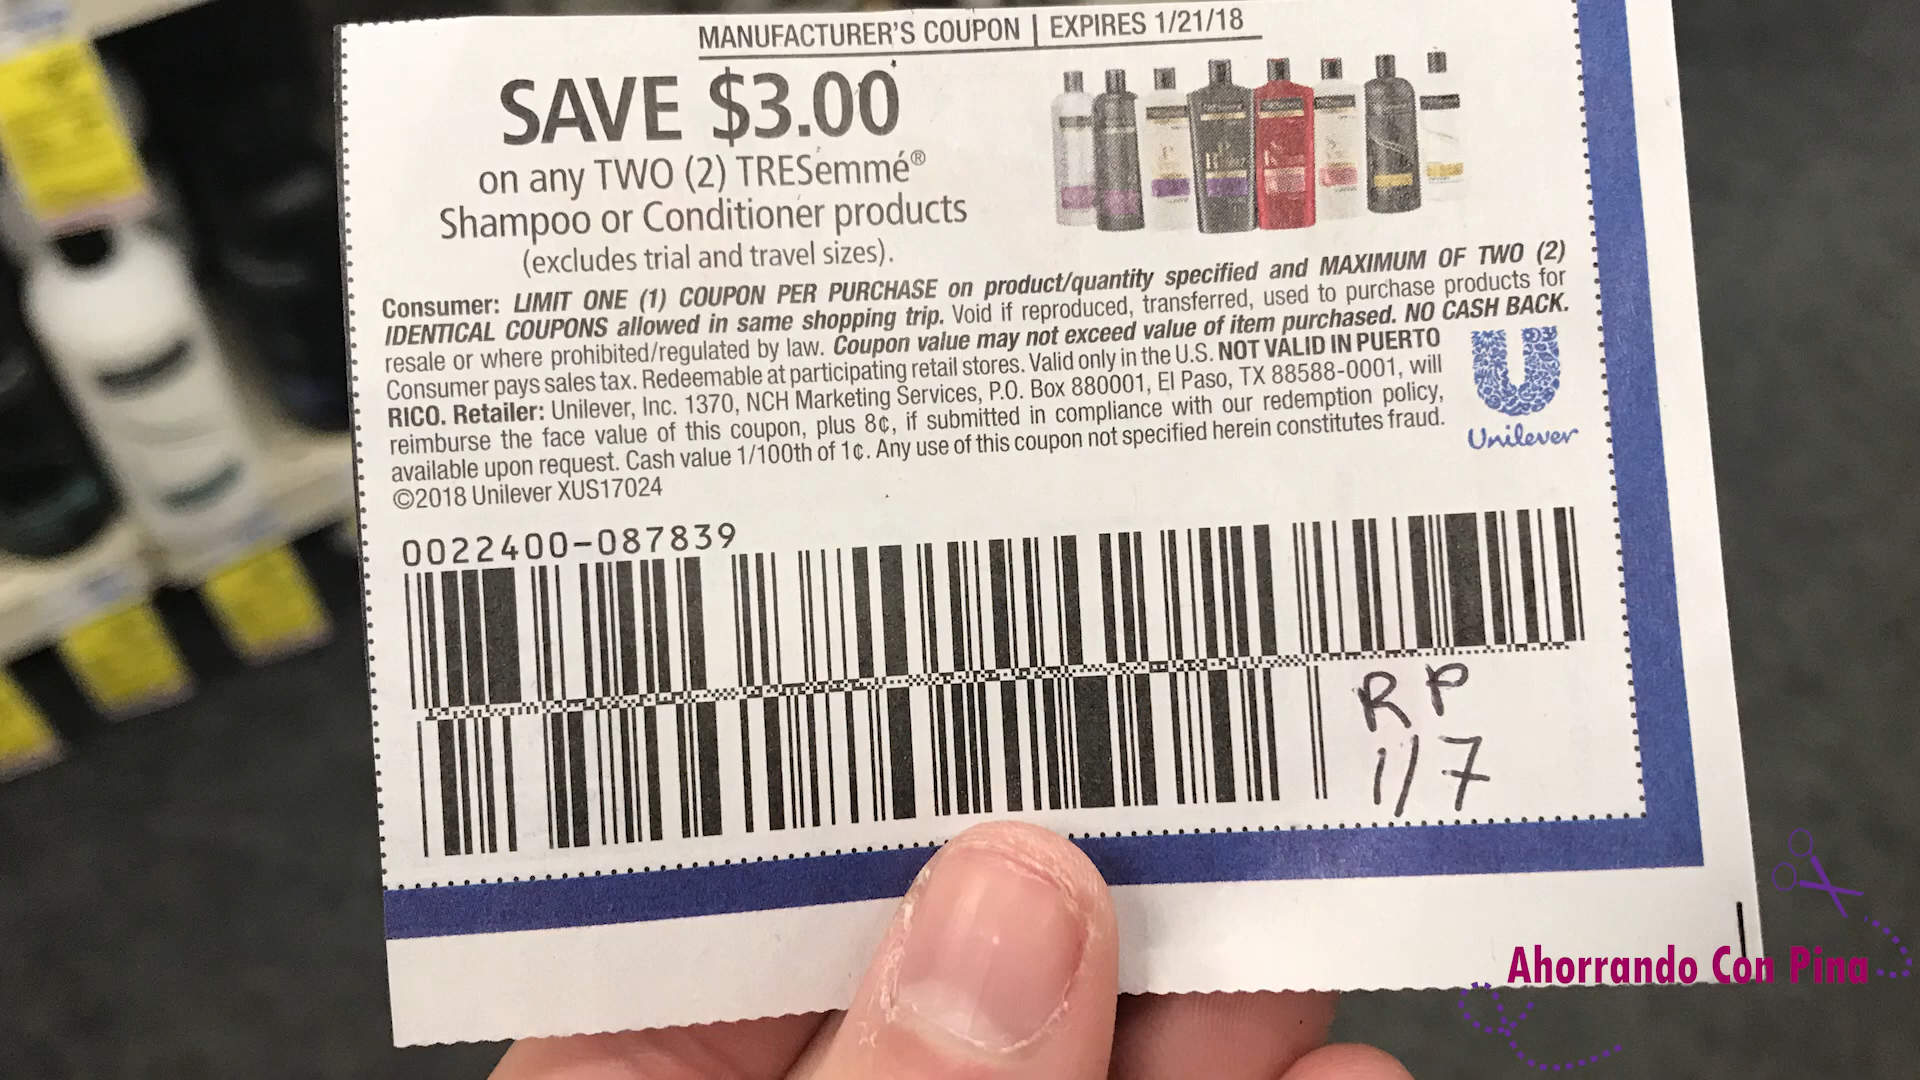 MANUFACTURER'S COUPON | EXPIRES 1/21/18
SAVE $3.00
on any TWO (2) TRESemmé®
Shampoo or Conditioner products
(excludes trial and travel sizes).
Consumer: LIMIT ONE (1) COUPON PER PURCHASE on product/quantity specified and MAXIMUM OF TWO (2)
IDENTICAL COUPONS allowed in same shopping trip. Void if reproduced, transferred, used to purchase products for
resale or where prohibited/regulated by law. Coupon value may not exceed value of item purchased. NO CASH BACK.
Consumer pays sales tax. Redeemable at participating retail stores. Valid only in the U.S. NOT VALID IN PUERTO
RICO. Retailer: Unilever, Inc. 1370, NCH Marketing Services, P.O. Box 880001, El Paso, TX 88588-0001, will
reimburse the face value of this coupon, plus 8¢, if submitted in compliance with our redemption policy,
available upon request. Cash value 1/100th of 1¢. Any use of this coupon not specified herein constitutes fraud.
©2018 Unilever XUS17024
Unilever
0022400-087839
RP
1/7
Ahorrando Con Pina